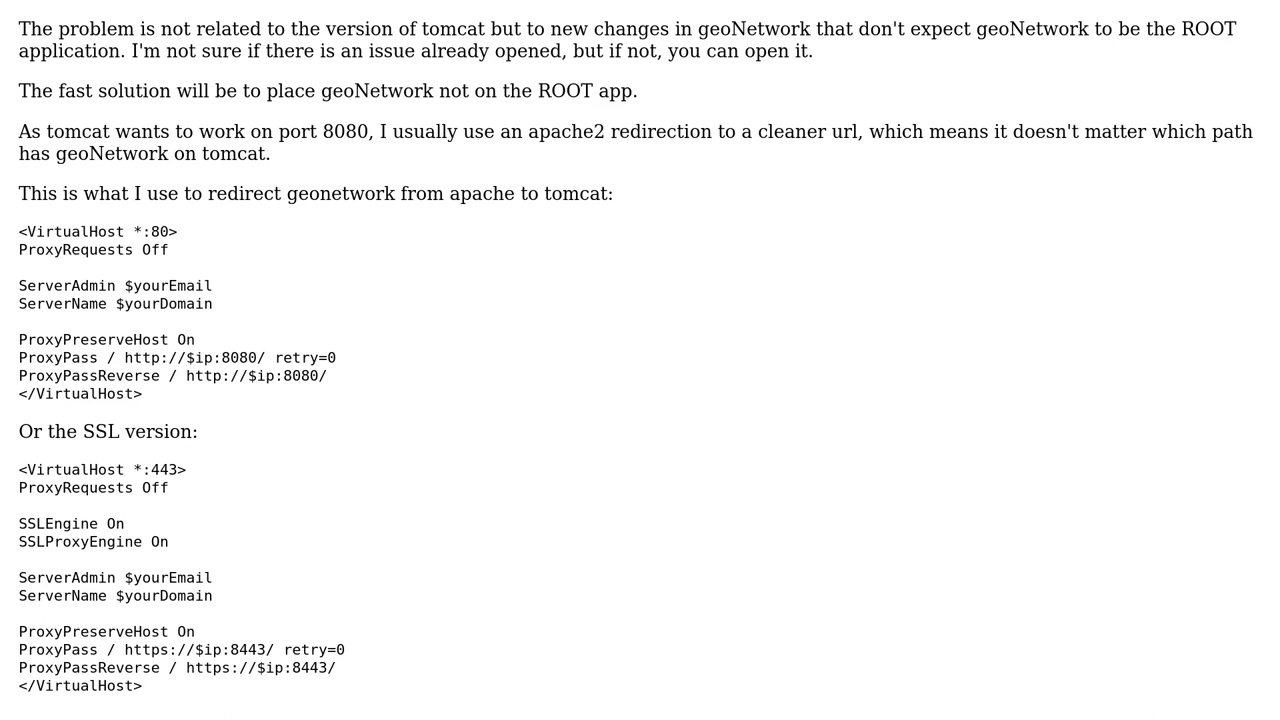 The problem is not related to the version of tomcat but to new changes in geoNetwork that don't expect geoNetwork to be the ROOT
application. I'm not sure if there is an issue already opened, but if not, you can open it.
The fast solution will be to place geoNetwork not on the ROOT app.
As tomcat wants to work on port 8080, I usually use an apache2 redirection to a cleaner url, which means it doesn't matter which path
has geoNetwork on tomcat.
This is what I use to redirect geonetwork from apache to tomcat:
<VirtualHost *:80>
ProxyRequests Off
ServerAdmin $yourEmail
ServerName $yourDomain
ProxyPreserveHost On
ProxyPass / http://$ip:8080/ retry=0
ProxyPassReverse / http://$ip:8080/
</VirtualHost>
Or the SSL version:
<VirtualHost *:443>
ProxyRequests Off
SSLEngine On
SSLProxyEngine On
ServerAdmin $yourEmail
ServerName $yourDomain
ProxyPreserveHost On
ProxyPass / https://$ip:8443/ retry=0
ProxyPassReverse / https://$ip:8443/
</VirtualHost>